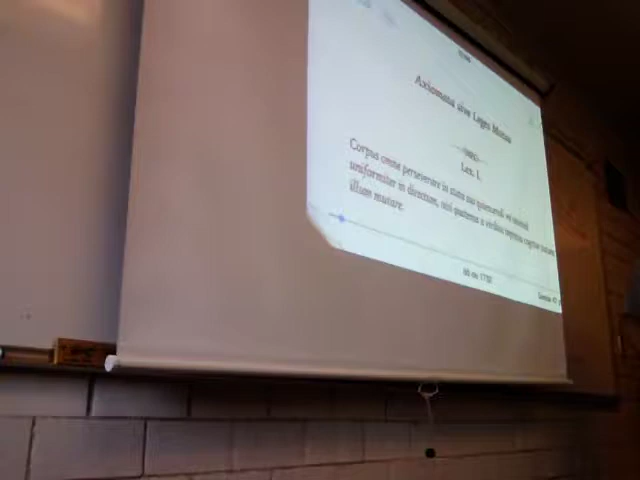 Axiomata sive Leges Motus
Lex. I.
Corpus omne perseverare in statu suo quiescendi vel movendi
uniformiter in directum, nisi quatenus a viribus impressis cogitur statum
illum mutare.